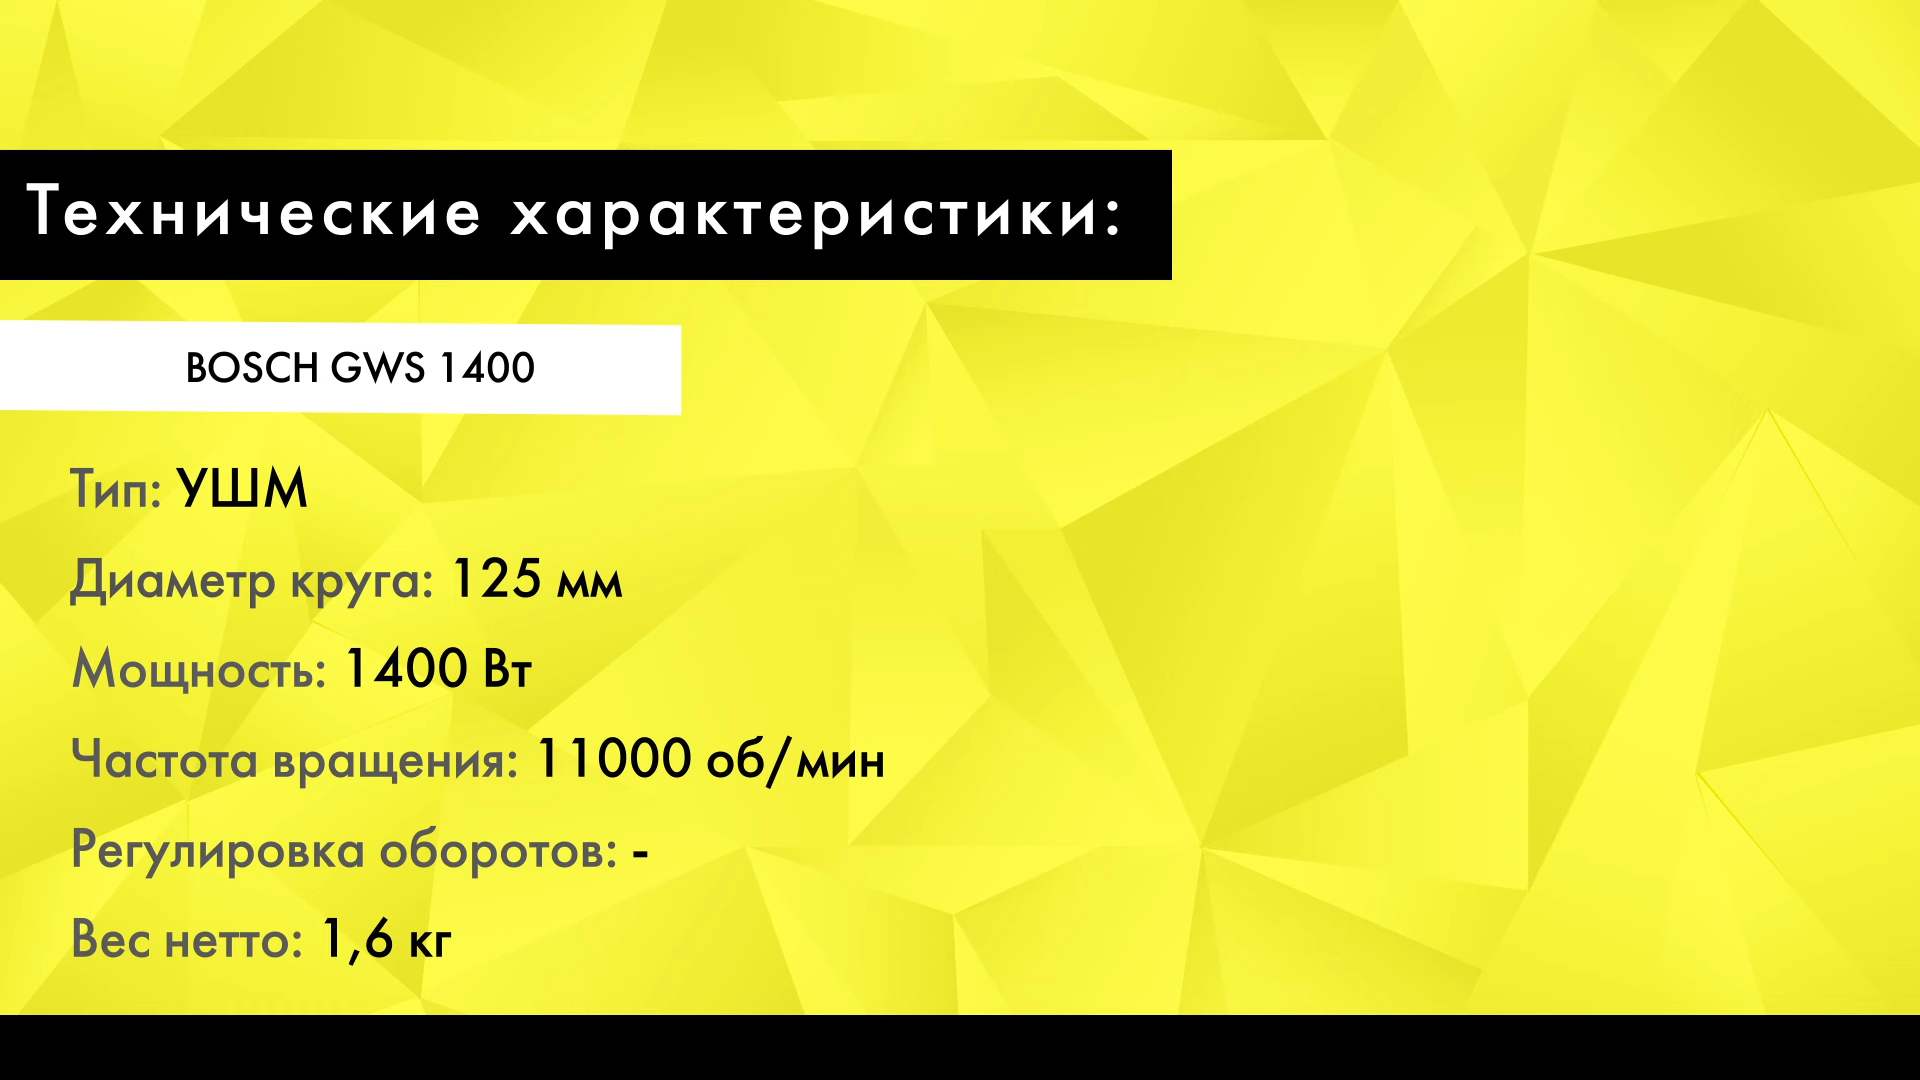 Технические характеристики:
BOSCH GWS 1400
Тип: УШМ
Диаметр круга: 125 мм
Мощность: 1400 Вт
Частота вращения: 11000 об/мин
Регулировка оборотов: -
Вес нетто: 1,6 кг